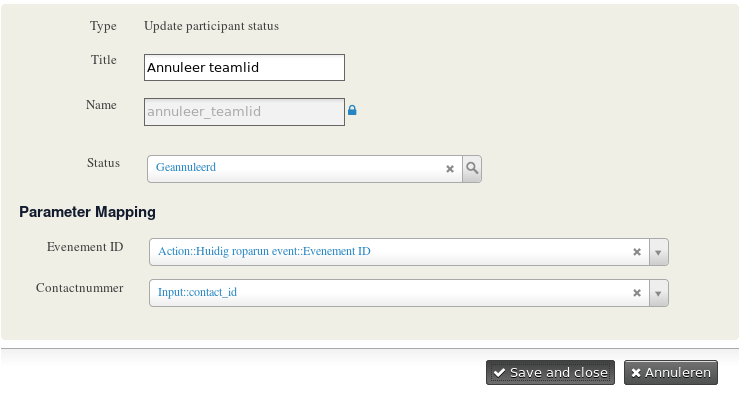 Type Update participant status
Title Annuleer teamlid
Name annuleer_teamlid
Status Geannuleerd
Parameter Mapping
Evenement ID Action::Huidig roparun event::Evenement ID
Contactnummer Input::contact_id
Save and close Annuleren